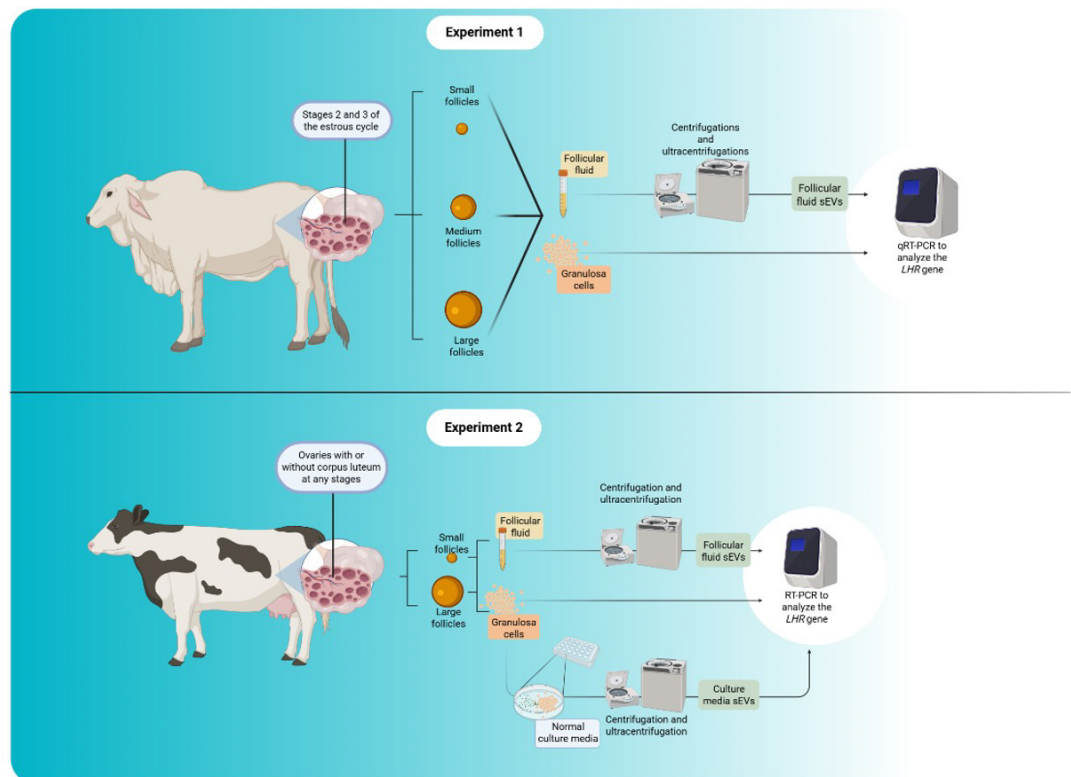 Experiment 1
Small
follicles
Stages 2 and 3 of
the estrous cycle
Medium
follicles
Large
follicles
Follicular
fluid
Granulosa
cells
Centrifugations
and
ultracentrifugations
Follicular
fluid sEVs
qRT-PCR to
analyze the
LHR gene
Experiment 2
Ovaries with or
without corpus luteum
at any stages
Small
follicles
Large
follicles
Follicular
fluid
Granulosa
cells
Centrifugation and
ultracentrifugation
Follicular
fluid sEVs
RT-PCR to
analyze the
LHR gene
Normal
culture media
Centrifugation and
ultracentrifugation
Culture
media sEVs